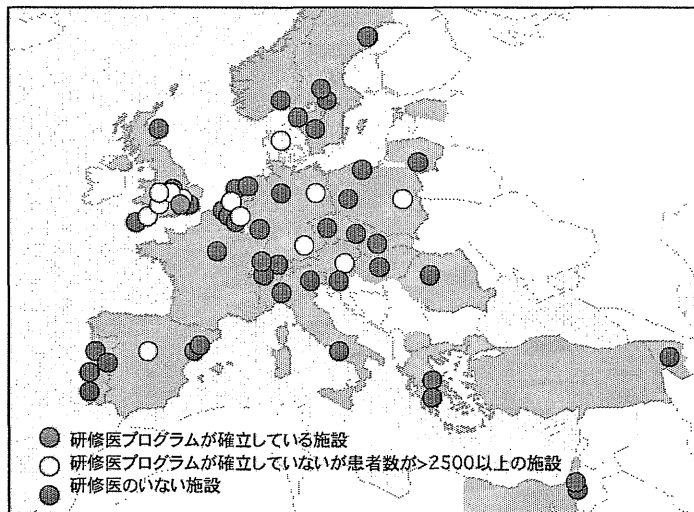 研修医プログラムが確立している施設
研修医プログラムが確立していないが患者数が>2500以上の施設
研修医のいない施設